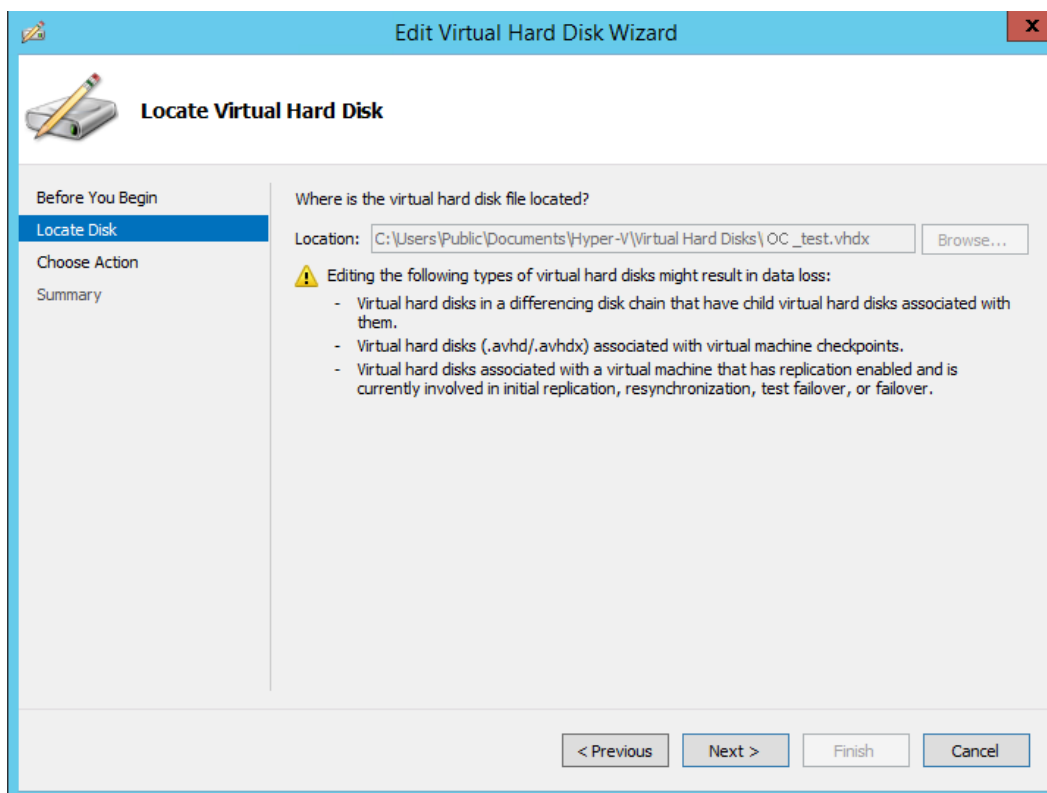 Edit Virtual Hard Disk Wizard
x
Locate Virtual Hard Disk
Before You Begin
Locate Disk
Choose Action
Summary
Where is the virtual hard disk file located?
Location: C:\Users\Public\Documents\Hyper-V\Virtual Hard Disks\ OC _test.vhdx Browse...
Editing the following types of virtual hard disks might result in data loss:
- Virtual hard disks in a differencing disk chain that have child virtual hard disks associated with
them.
- Virtual hard disks (.avhd/.avhdx) associated with virtual machine checkpoints.
- Virtual hard disks associated with a virtual machine that has replication enabled and is
currently involved in initial replication, resynchronization, test failover, or failover.
< Previous Next > Finish Cancel